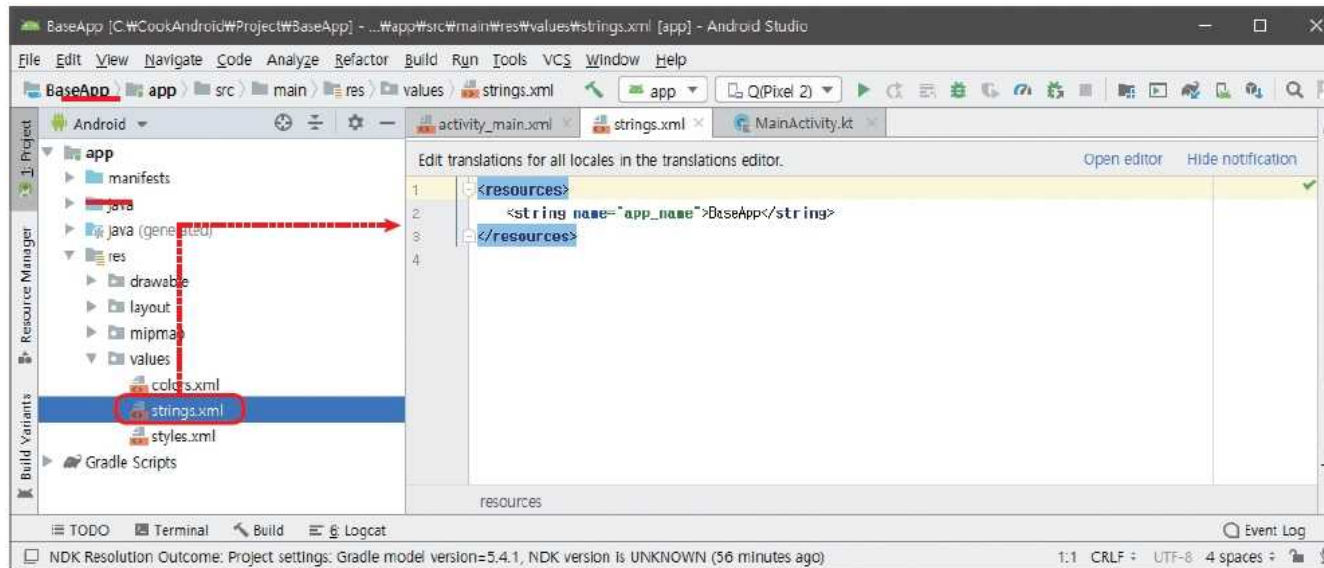 BaseApp [C:₩CookAndroid₩Project₩BaseApp] - ...₩app₩src₩main₩res₩values₩strings.xml [app] - Android Studio
File Edit View Navigate Code Analyze Refactor Build Run Tools VCS Window Help
BaseApp app src main res values strings.xml app Q(Pixel 2)
1: Project
Resource Manager
Build Variants
Android
app
manifests
java
java (generated)
res
drawable
layout
mipmap
values
colors.xml
strings.xml
styles.xml
Gradle Scripts
activity_main.xml strings.xml MainActivity.kt
Edit translations for all locales in the translations editor. Open editor Hide notification
1 <resources>
2 <string name="app_name">BaseApp</string>
3 </resources>
4
resources
TODO Terminal Build 6: Logcat Event Log
NDK Resolution Outcome: Project settings: Gradle model version=5.4.1, NDK version is UNKNOWN (56 minutes ago) 1:1 CRLF UTF-8 4 spaces